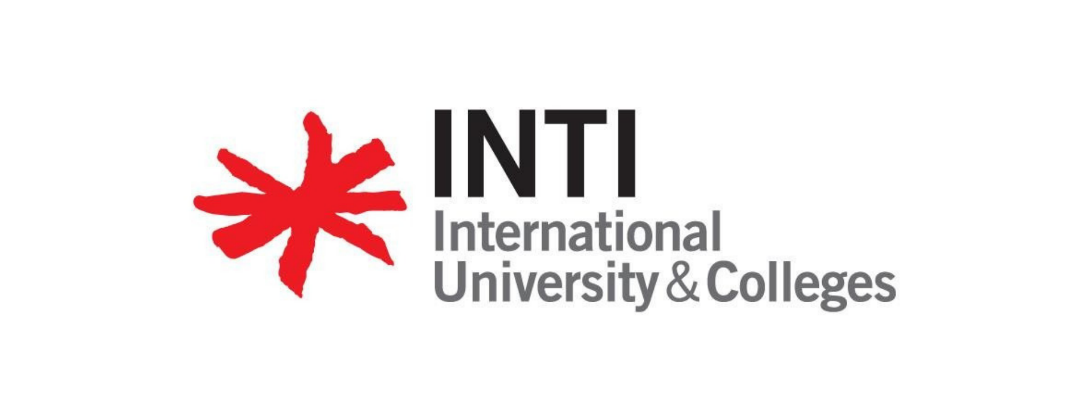 INTI
International
University & Colleges